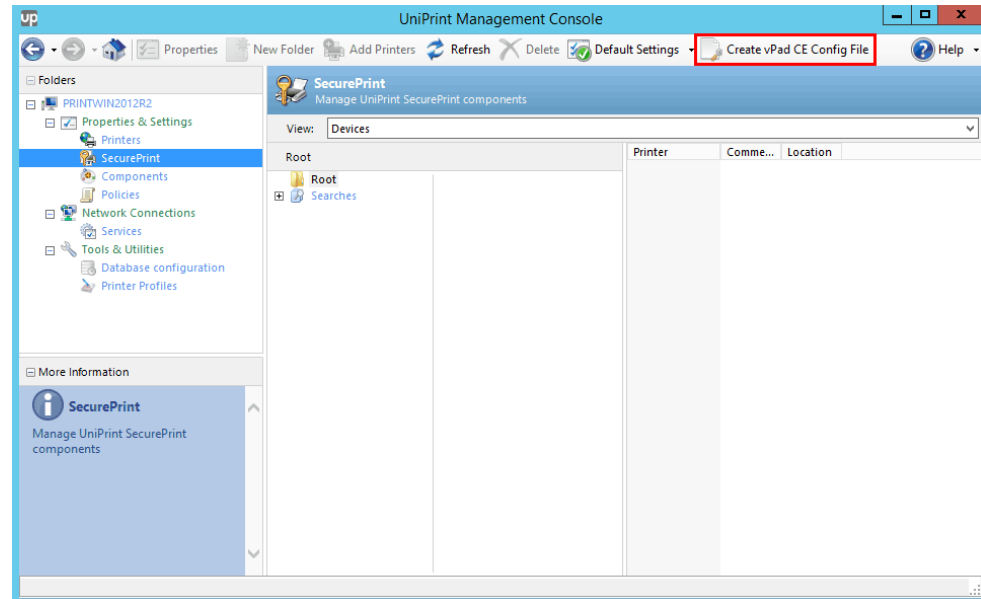 up UniPrint Management Console
Properties New Folder Add Printers Refresh Delete Default Settings Create vPad CE Config File Help
Folders
PRINTWIN2012R2
Properties & Settings
Printers
SecurePrint
Components
Policies
Network Connections
Services
Tools & Utilities
Database configuration
Printer Profiles
More Information
SecurePrint
Manage UniPrint SecurePrint
components
SecurePrint
Manage UniPrint SecurePrint components
View: Devices
Root
Root
Searches
Printer Comme... Location